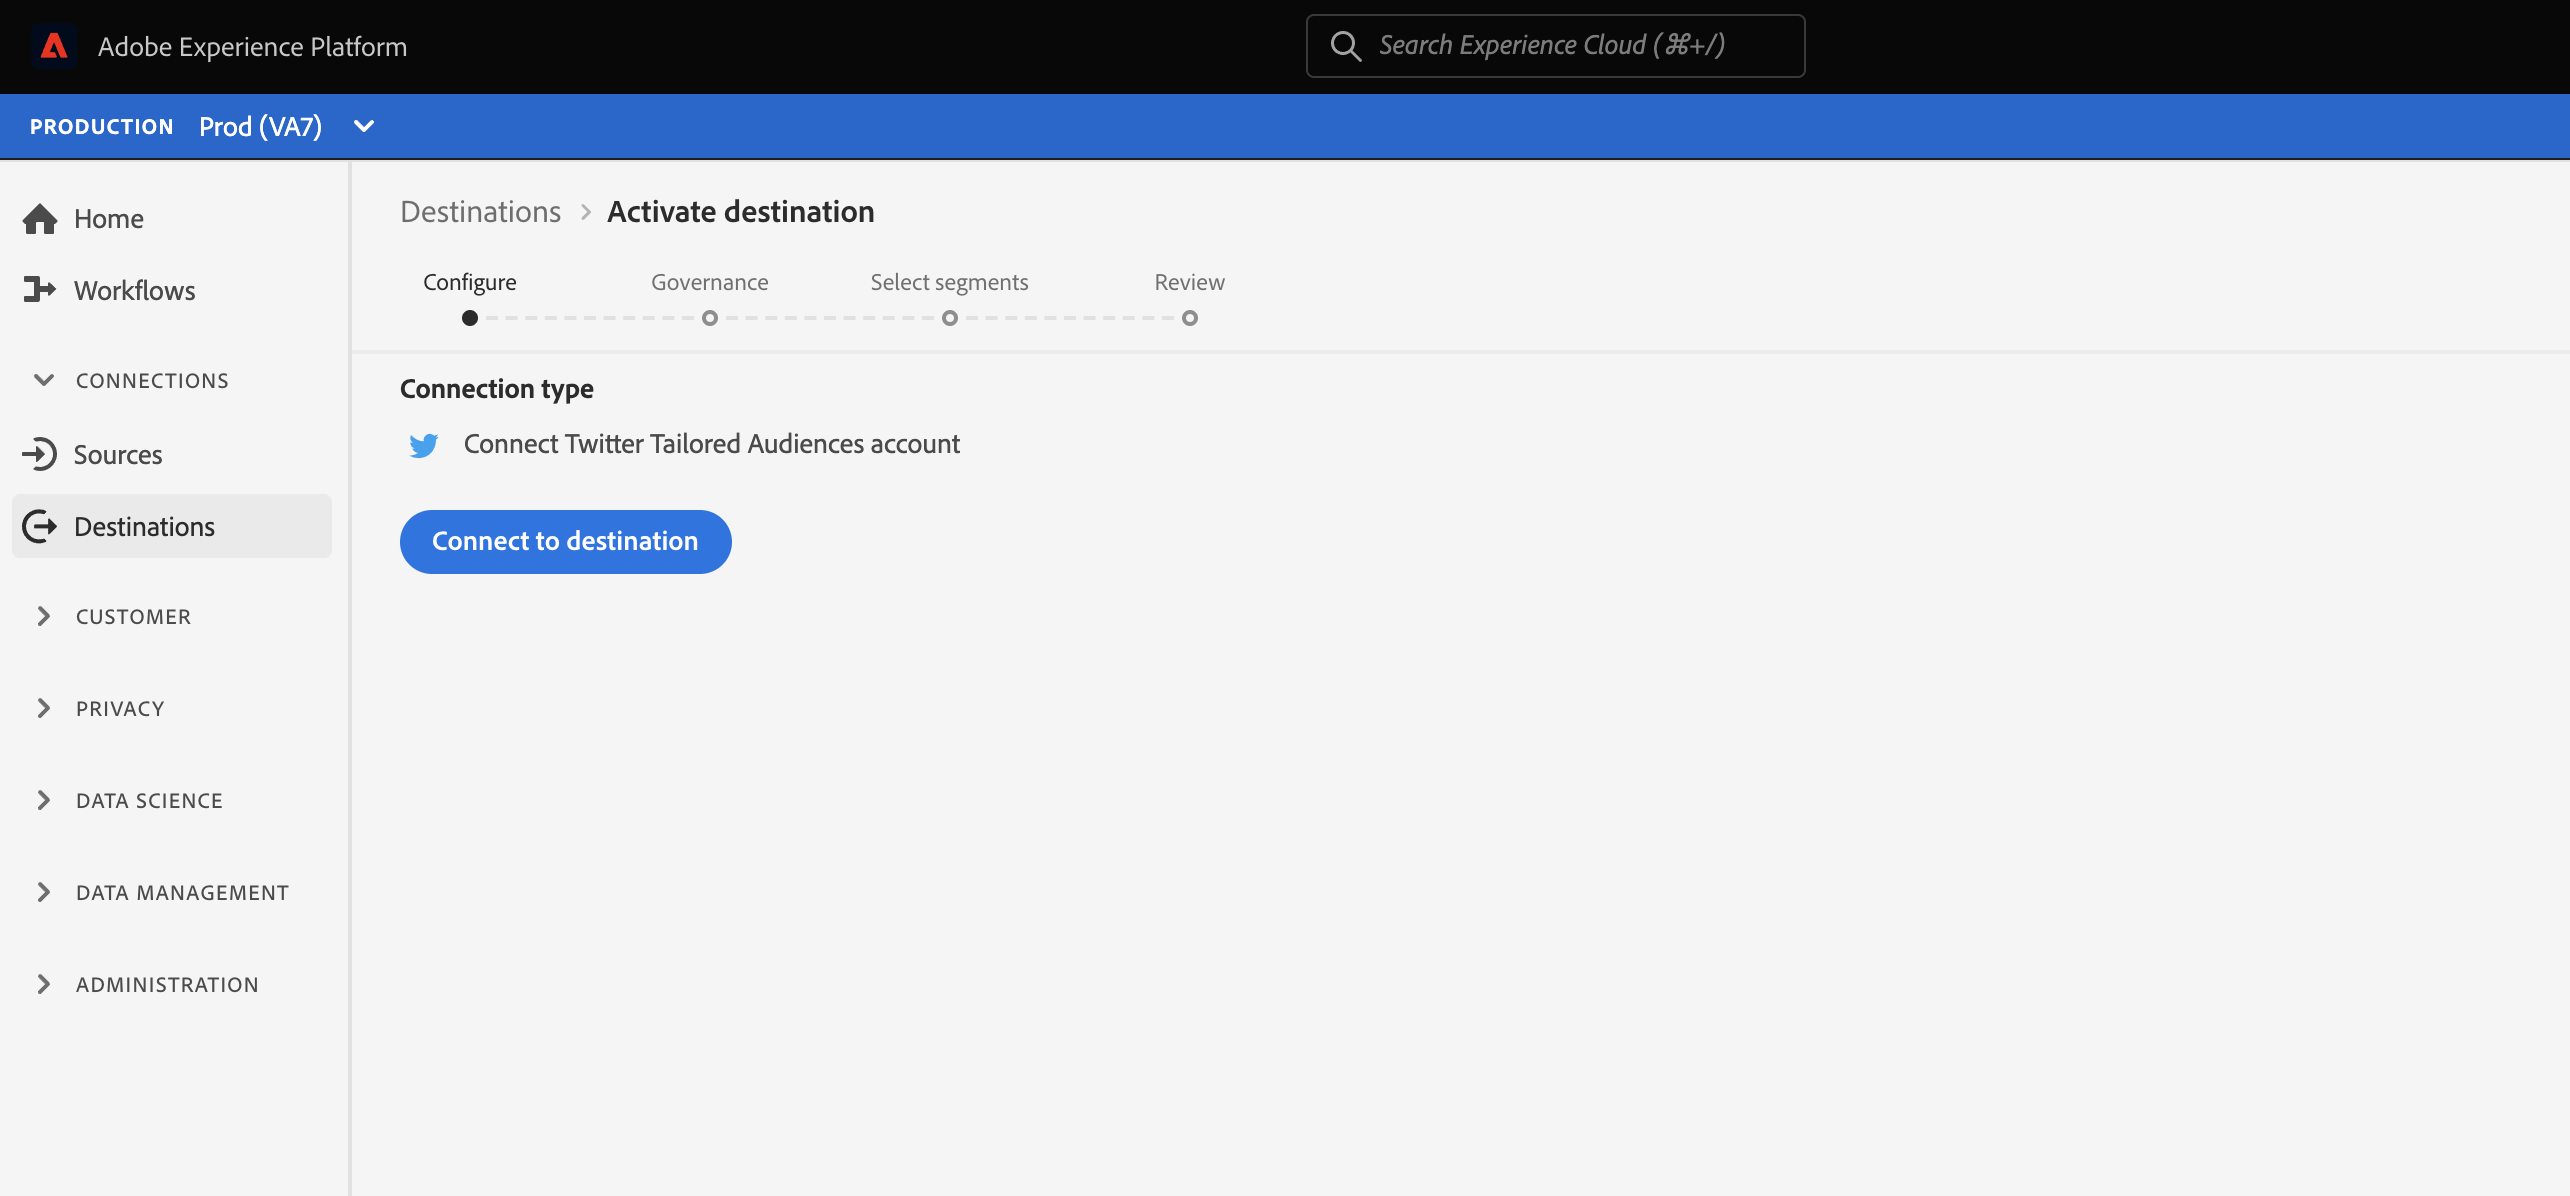 Adobe Experience Platform
Search Experience Cloud (⌘+/)
PRODUCTION Prod (VA7)
Home
Workflows
CONNECTIONS
Sources
Destinations
CUSTOMER
PRIVACY
DATA SCIENCE
DATA MANAGEMENT
ADMINISTRATION
Destinations > Activate destination
Configure Governance Select segments Review
Connection type
Connect Twitter Tailored Audiences account
Connect to destination